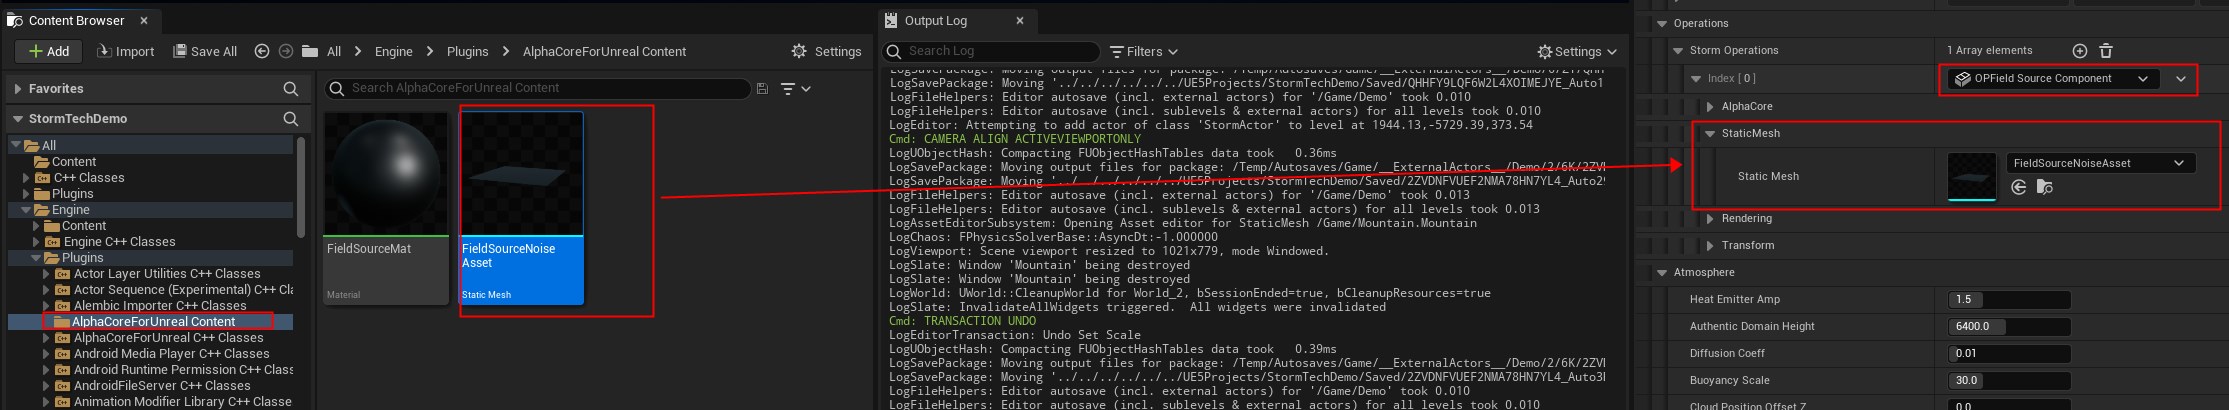 Content Browser
Add
Import
Save All
All
Engine
Plugins
AlphaCoreForUnreal Content
Settings
Favorites
StormTechDemo
All
Content
C++ Classes
Plugins
Engine
Content
Engine C++ Classes
Plugins
Actor Layer Utilities C++ Classes
Actor Sequence (Experimental) C++ Cl
Alembic Importer C++ Classes
AlphaCoreForUnreal Content
AlphaCoreForUnreal C++ Classes
Android Media Player C++ Classes
Android Runtime Permission C++ Class
AndroidFileServer C++ Classes
Animation Modifier Library C++ Classe
Search AlphaCoreForUnreal Content
FieldSourceMat
Material
FieldSourceNoise
Asset
Static Mesh
Output Log
Search Log
Filters
Settings
LogSavePackage: Moving output files for package:
LogSavePackage: Moving '../../../../../../UE5Projects/StormTechDemo/Saved/QHHFY9LQF6W2L4XOIMEJYE_Auto1
LogFileHelpers: Editor autosave (incl. external actors) for '/Game/Demo' took 0.010
LogFileHelpers: Editor autosave (incl. sublevels & external actors) for all levels took 0.010
LogEditor: Attempting to add actor of class 'StormActor' to level at 1944.13,-5729.39,373.54
Cmd: CAMERA ALIGN ACTIVEVIEWPORTONLY
LogUObjectHash: Compacting FUObjectHashTables data took   0.36ms
LogSavePackage: Moving output files for package: /Temp/Autosaves/Game/__ExternalActors__/Demo/2/6K/2ZV
LogSavePackage: Moving '../../../../../../UE5Projects/StormTechDemo/Saved/2ZVDNFVUEF2NMA78HN7YL4_Auto2
LogFileHelpers: Editor autosave (incl. external actors) for '/Game/Demo' took 0.013
LogFileHelpers: Editor autosave (incl. sublevels & external actors) for all levels took 0.013
LogAssetEditorSubsystem: Opening Asset editor for StaticMesh /Game/Mountain.Mountain
LogChaos: FPhysicsSolverBase::AsyncDt:-1.000000
LogViewport: Scene viewport resized to 1021x779, mode Windowed.
LogSlate: Window 'Mountain' being destroyed
LogSlate: Window 'Mountain' being destroyed
LogWorld: UWorld::CleanupWorld for World_2, bSessionEnded=true, bCleanupResources=true
LogSlate: InvalidateAllWidgets triggered.  All widgets were invalidated
Cmd: TRANSACTION UNDO
LogEditorTransaction: Undo Set Scale
LogUObjectHash: Compacting FUObjectHashTables data took   0.39ms
LogSavePackage: Moving output files for package: /Temp/Autosaves/Game/__ExternalActors__/Demo/2/6K/2ZV
LogSavePackage: Moving '../../../../../../UE5Projects/StormTechDemo/Saved/2ZVDNFVUEF2NMA78HN7YL4_Auto3
LogFileHelpers: Editor autosave (incl. external actors) for '/Game/Demo' took 0.010
LogFileHelpers: Editor autosave (incl. sublevels & external actors) for all levels took 0.010
Operations
Storm Operations
1 Array elements
Index [ 0 ]
OPField Source Component
AlphaCore
StaticMesh
Static Mesh
FieldSourceNoiseAsset
Rendering
Transform
Atmosphere
Heat Emitter Amp
1.5
Authentic Domain Height
6400.0
Diffusion Coeff
0.01
Buoyancy Scale
30.0
Cloud Position Offset Z
0.0